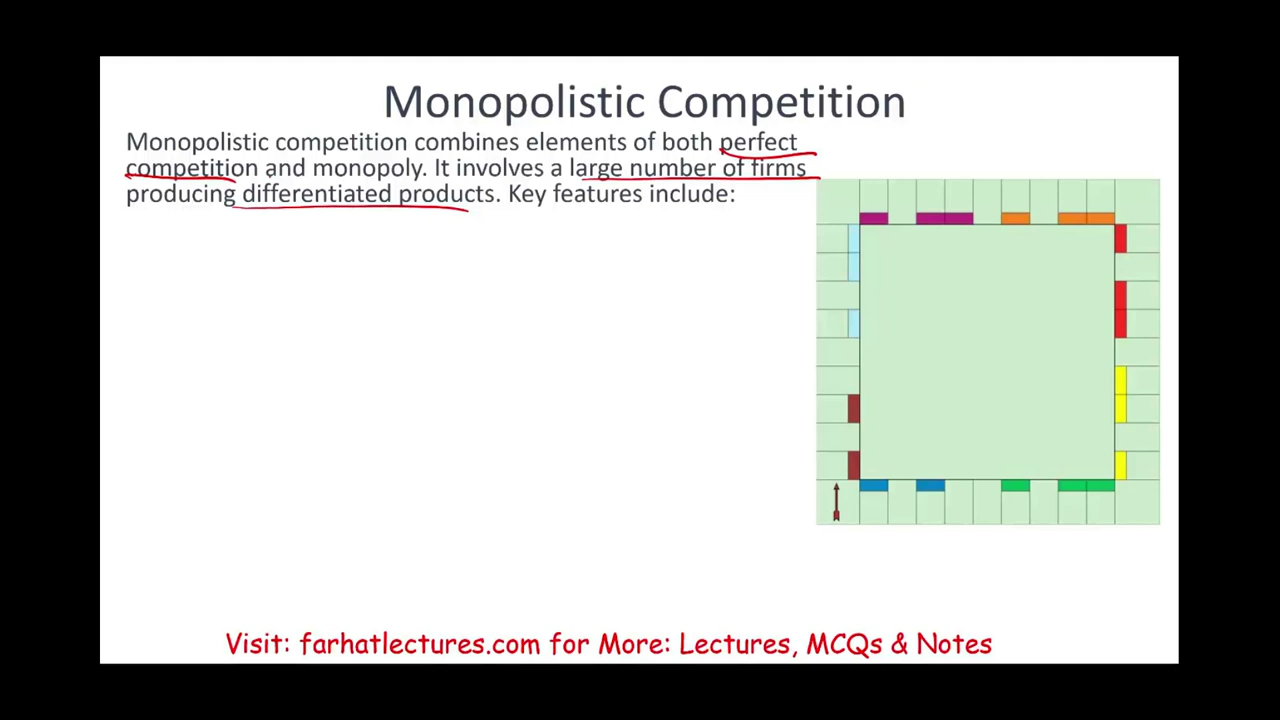 Monopolistic Competition
Monopolistic competition combines elements of both perfect
competition and monopoly. It involves a large number of firms
producing differentiated products. Key features include:
Visit: farhatlectures.com for More: Lectures, MCQs & Notes